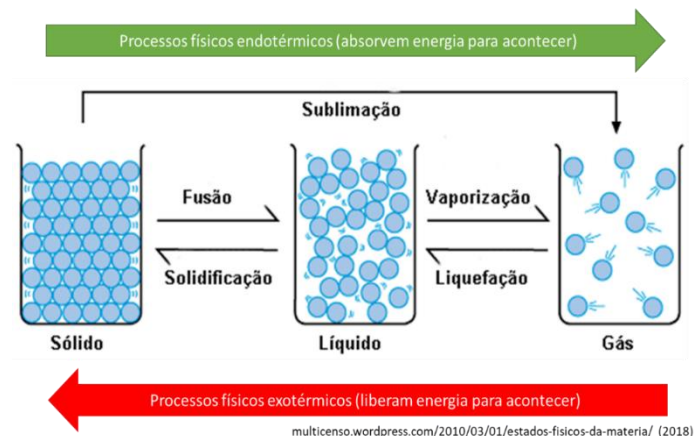 Processos físicos endotérmicos (absorvem energia para acontecer)
Sublimação
Fusão
Vaporização
Solidificação
Liquefação
Sólido
Líquido
Gás
Processos físicos exotérmicos (liberam energia para acontecer)
multicenso.wordpress.com/2010/03/01/estados-fisicos-da-materia/ (2018)